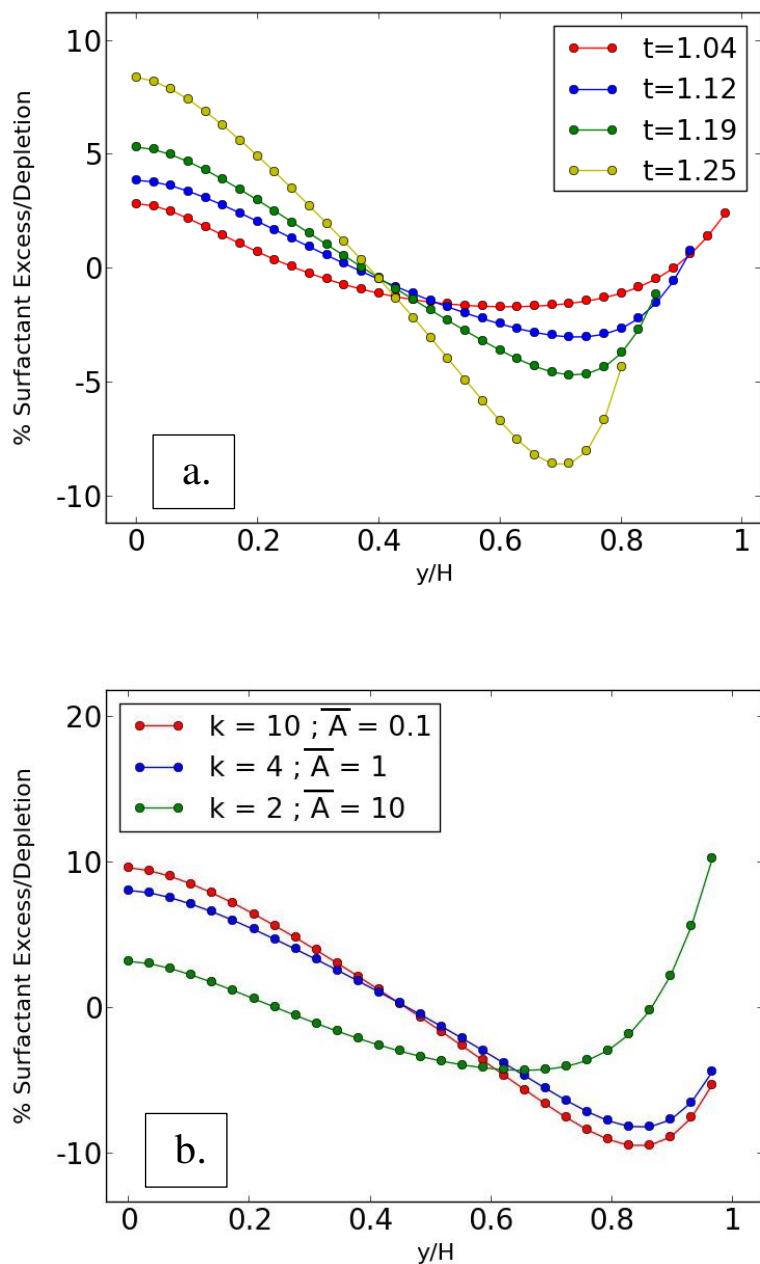 10
5
0
-5
-10
% Surfactant Excess/Depletion
t=1.04
t=1.12
t=1.19
t=1.25
a.
0 0.2 0.4 0.6 0.8 1
y/H
20
10
0
-10
% Surfactant Excess/Depletion
k = 10 ; A̅ = 0.1
k = 4 ; A̅ = 1
k = 2 ; A̅ = 10
b.
0 0.2 0.4 0.6 0.8 1
y/H